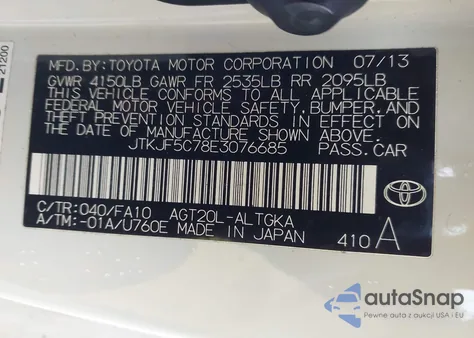 21200
MFD.BY: TOYOTA MOTOR CORPORATION 07/13
GVWR 4150LB GAWR FR 2535LB RR 2095LB
THIS VEHICLE CONFORMS TO ALL APPLICABLE
FEDERAL MOTOR VEHICLE SAFETY, BUMPER, AND
THEFT PREVENTION STANDARDS IN EFFECT ON
THE DATE OF MANUFACTURE SHOWN ABOVE.
JTKJF5C78E3076685 PASS.CAR
C/TR: 040/FA10 AGT20L-ALTGKA
A/TM: -01A/U760E MADE IN JAPAN 410 A
TOYOTA
autoSnap
Pewne auta z aukcji USA i EU